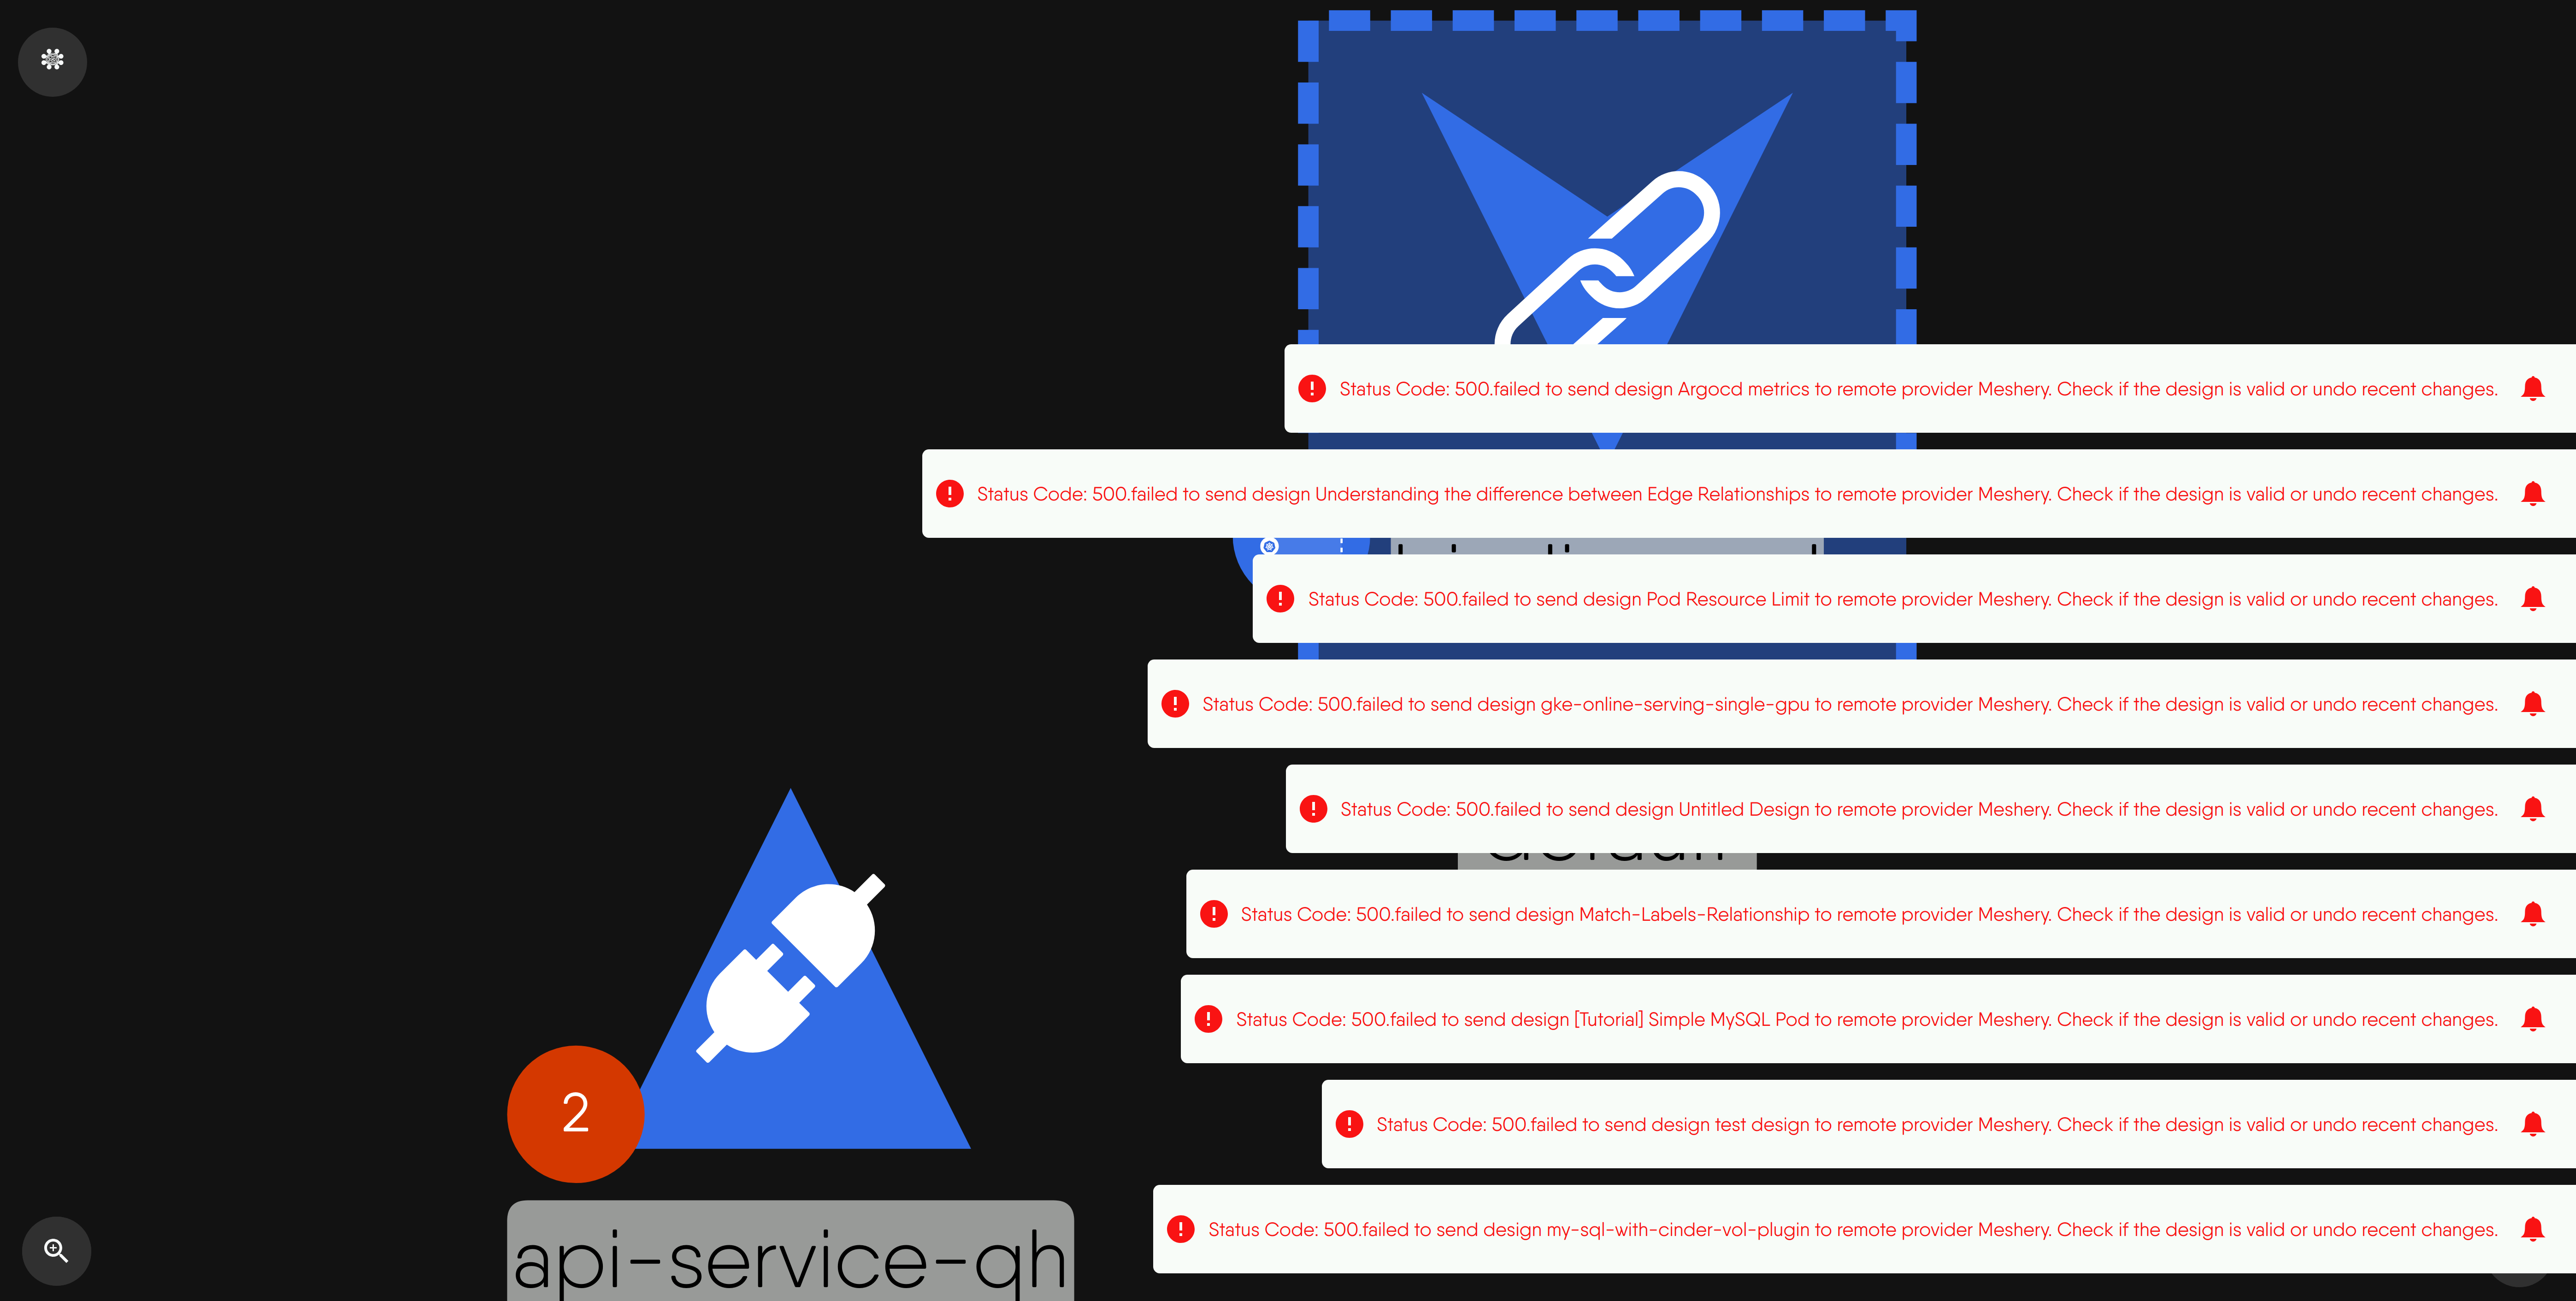 Status Code: 500.failed to send design Argocd metrics to remote provider Meshery. Check if the design is valid or undo recent changes.
Status Code: 500.failed to send design Understanding the difference between Edge Relationships to remote provider Meshery. Check if the design is valid or undo recent changes.
Status Code: 500.failed to send design Pod Resource Limit to remote provider Meshery. Check if the design is valid or undo recent changes.
Status Code: 500.failed to send design gke-online-serving-single-gpu to remote provider Meshery. Check if the design is valid or undo recent changes.
Status Code: 500.failed to send design Untitled Design to remote provider Meshery. Check if the design is valid or undo recent changes.
Status Code: 500.failed to send design Match-Labels-Relationship to remote provider Meshery. Check if the design is valid or undo recent changes.
Status Code: 500.failed to send design [Tutorial] Simple MySQL Pod to remote provider Meshery. Check if the design is valid or undo recent changes.
Status Code: 500.failed to send design test design to remote provider Meshery. Check if the design is valid or undo recent changes.
Status Code: 500.failed to send design my-sql-with-cinder-vol-plugin to remote provider Meshery. Check if the design is valid or undo recent changes.
2
api-service-qh